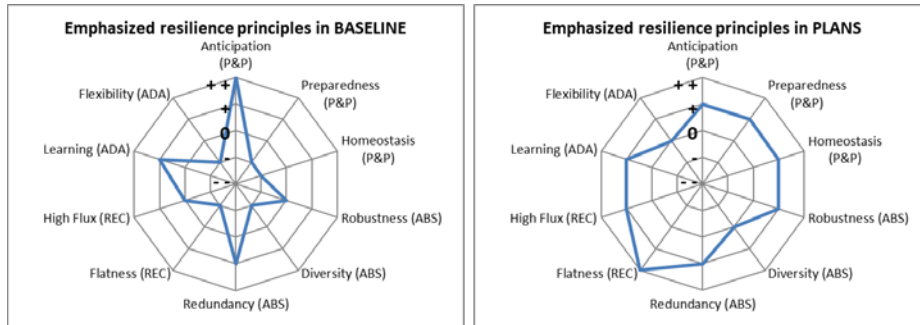 Emphasized resilience principles in BASELINE
Anticipation
(P&P)
Preparedness
(P&P)
Homeostasis
(P&P)
Robustness (ABS)
Diversity (ABS)
Redundancy (ABS)
Flatness (REC)
High Flux (REC)
Learning (ADA)
Flexibility (ADA)
+ +
+
0
-
- -
Emphasized resilience principles in PLANS
Anticipation
(P&P)
Preparedness
(P&P)
Homeostasis
(P&P)
Robustness (ABS)
Diversity (ABS)
Redundancy (ABS)
Flatness (REC)
High Flux (REC)
Learning (ADA)
Flexibility (ADA)
+ +
+
0
-
- -